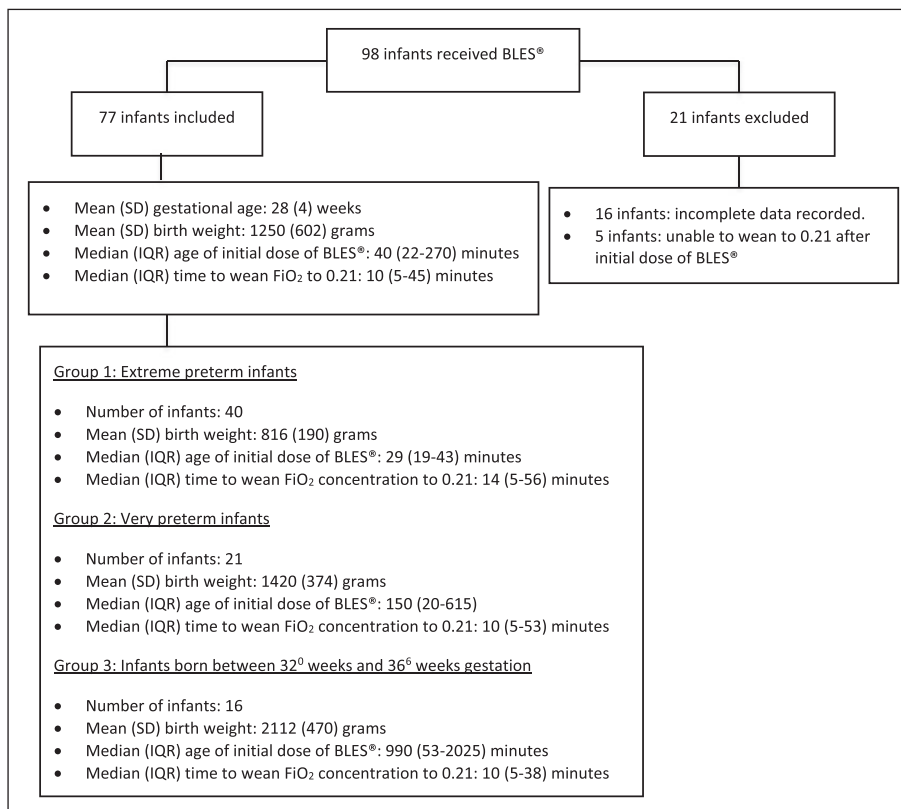 98 infants received BLES®
77 infants included
21 infants excluded
• Mean (SD) gestational age: 28 (4) weeks
• Mean (SD) birth weight: 1250 (602) grams
• Median (IQR) age of initial dose of BLES®: 40 (22-270) minutes
• Median (IQR) time to wean FiO₂ to 0.21: 10 (5-45) minutes
• 16 infants: incomplete data recorded.
• 5 infants: unable to wean to 0.21 after
initial dose of BLES®
Group 1: Extreme preterm infants
• Number of infants: 40
• Mean (SD) birth weight: 816 (190) grams
• Median (IQR) age of initial dose of BLES®: 29 (19-43) minutes
• Median (IQR) time to wean FiO₂ concentration to 0.21: 14 (5-56) minutes
Group 2: Very preterm infants
• Number of infants: 21
• Mean (SD) birth weight: 1420 (374) grams
• Median (IQR) age of initial dose of BLES®: 150 (20-615)
• Median (IQR) time to wean FiO₂ concentration to 0.21: 10 (5-53) minutes
Group 3: Infants born between 32⁰ weeks and 36⁶ weeks gestation
• Number of infants: 16
• Mean (SD) birth weight: 2112 (470) grams
• Median (IQR) age of initial dose of BLES®: 990 (53-2025) minutes
• Median (IQR) time to wean FiO₂ concentration to 0.21: 10 (5-38) minutes